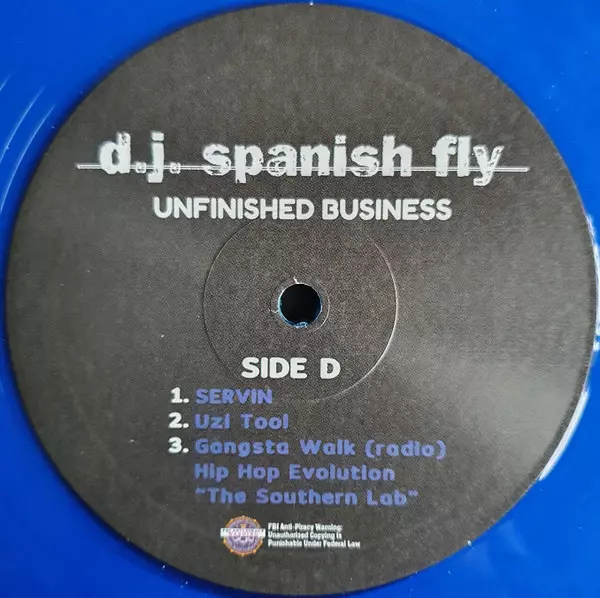 d.j. spanish fly
UNFINISHED BUSINESS
SIDE D
1. SERVIN
2. Uzi Tool
3. Gangsta Walk (radio)
Hip Hop Evolution
"The Southern Lab"
FBI Anti-Piracy Warning:
Unauthorized Copying is
Punishable Under Federal Law